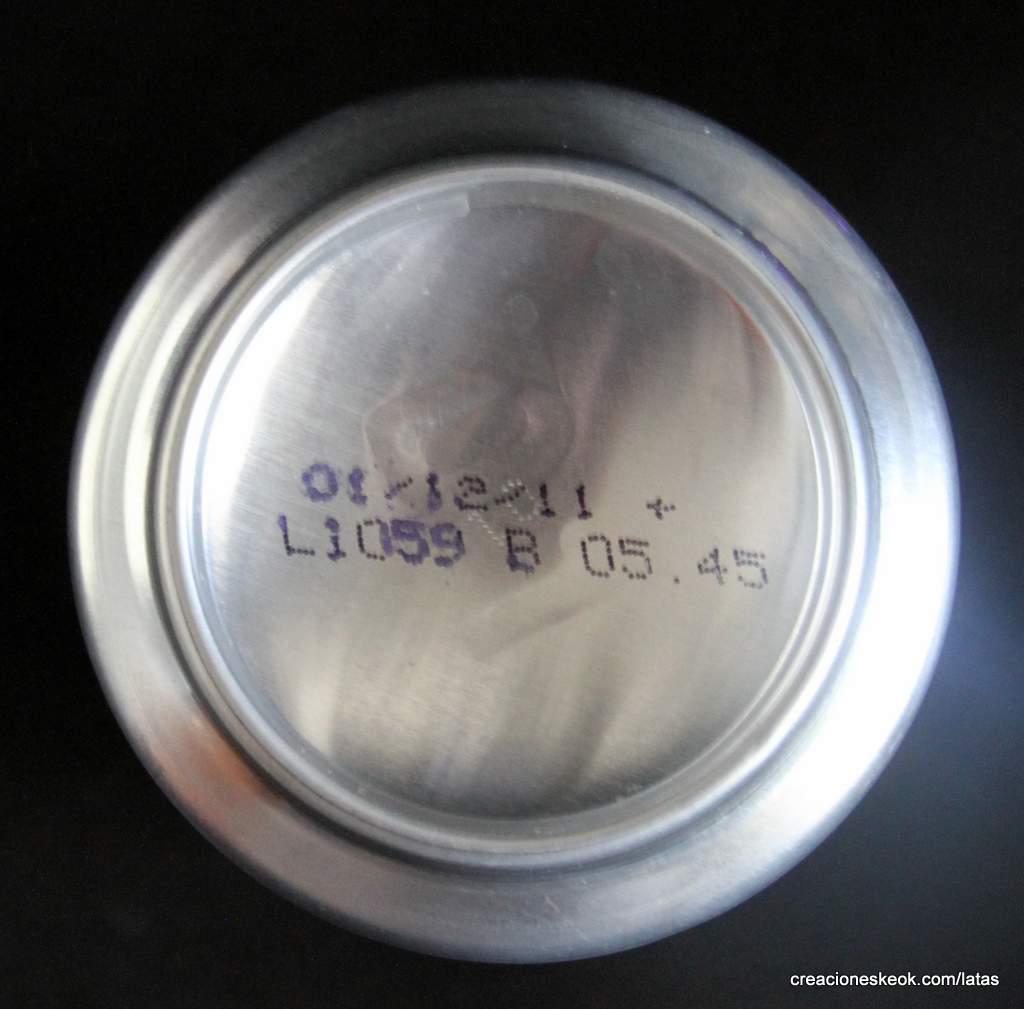 01/12/11 +
L1059 B 05.45
creacioneskeok.com/latas